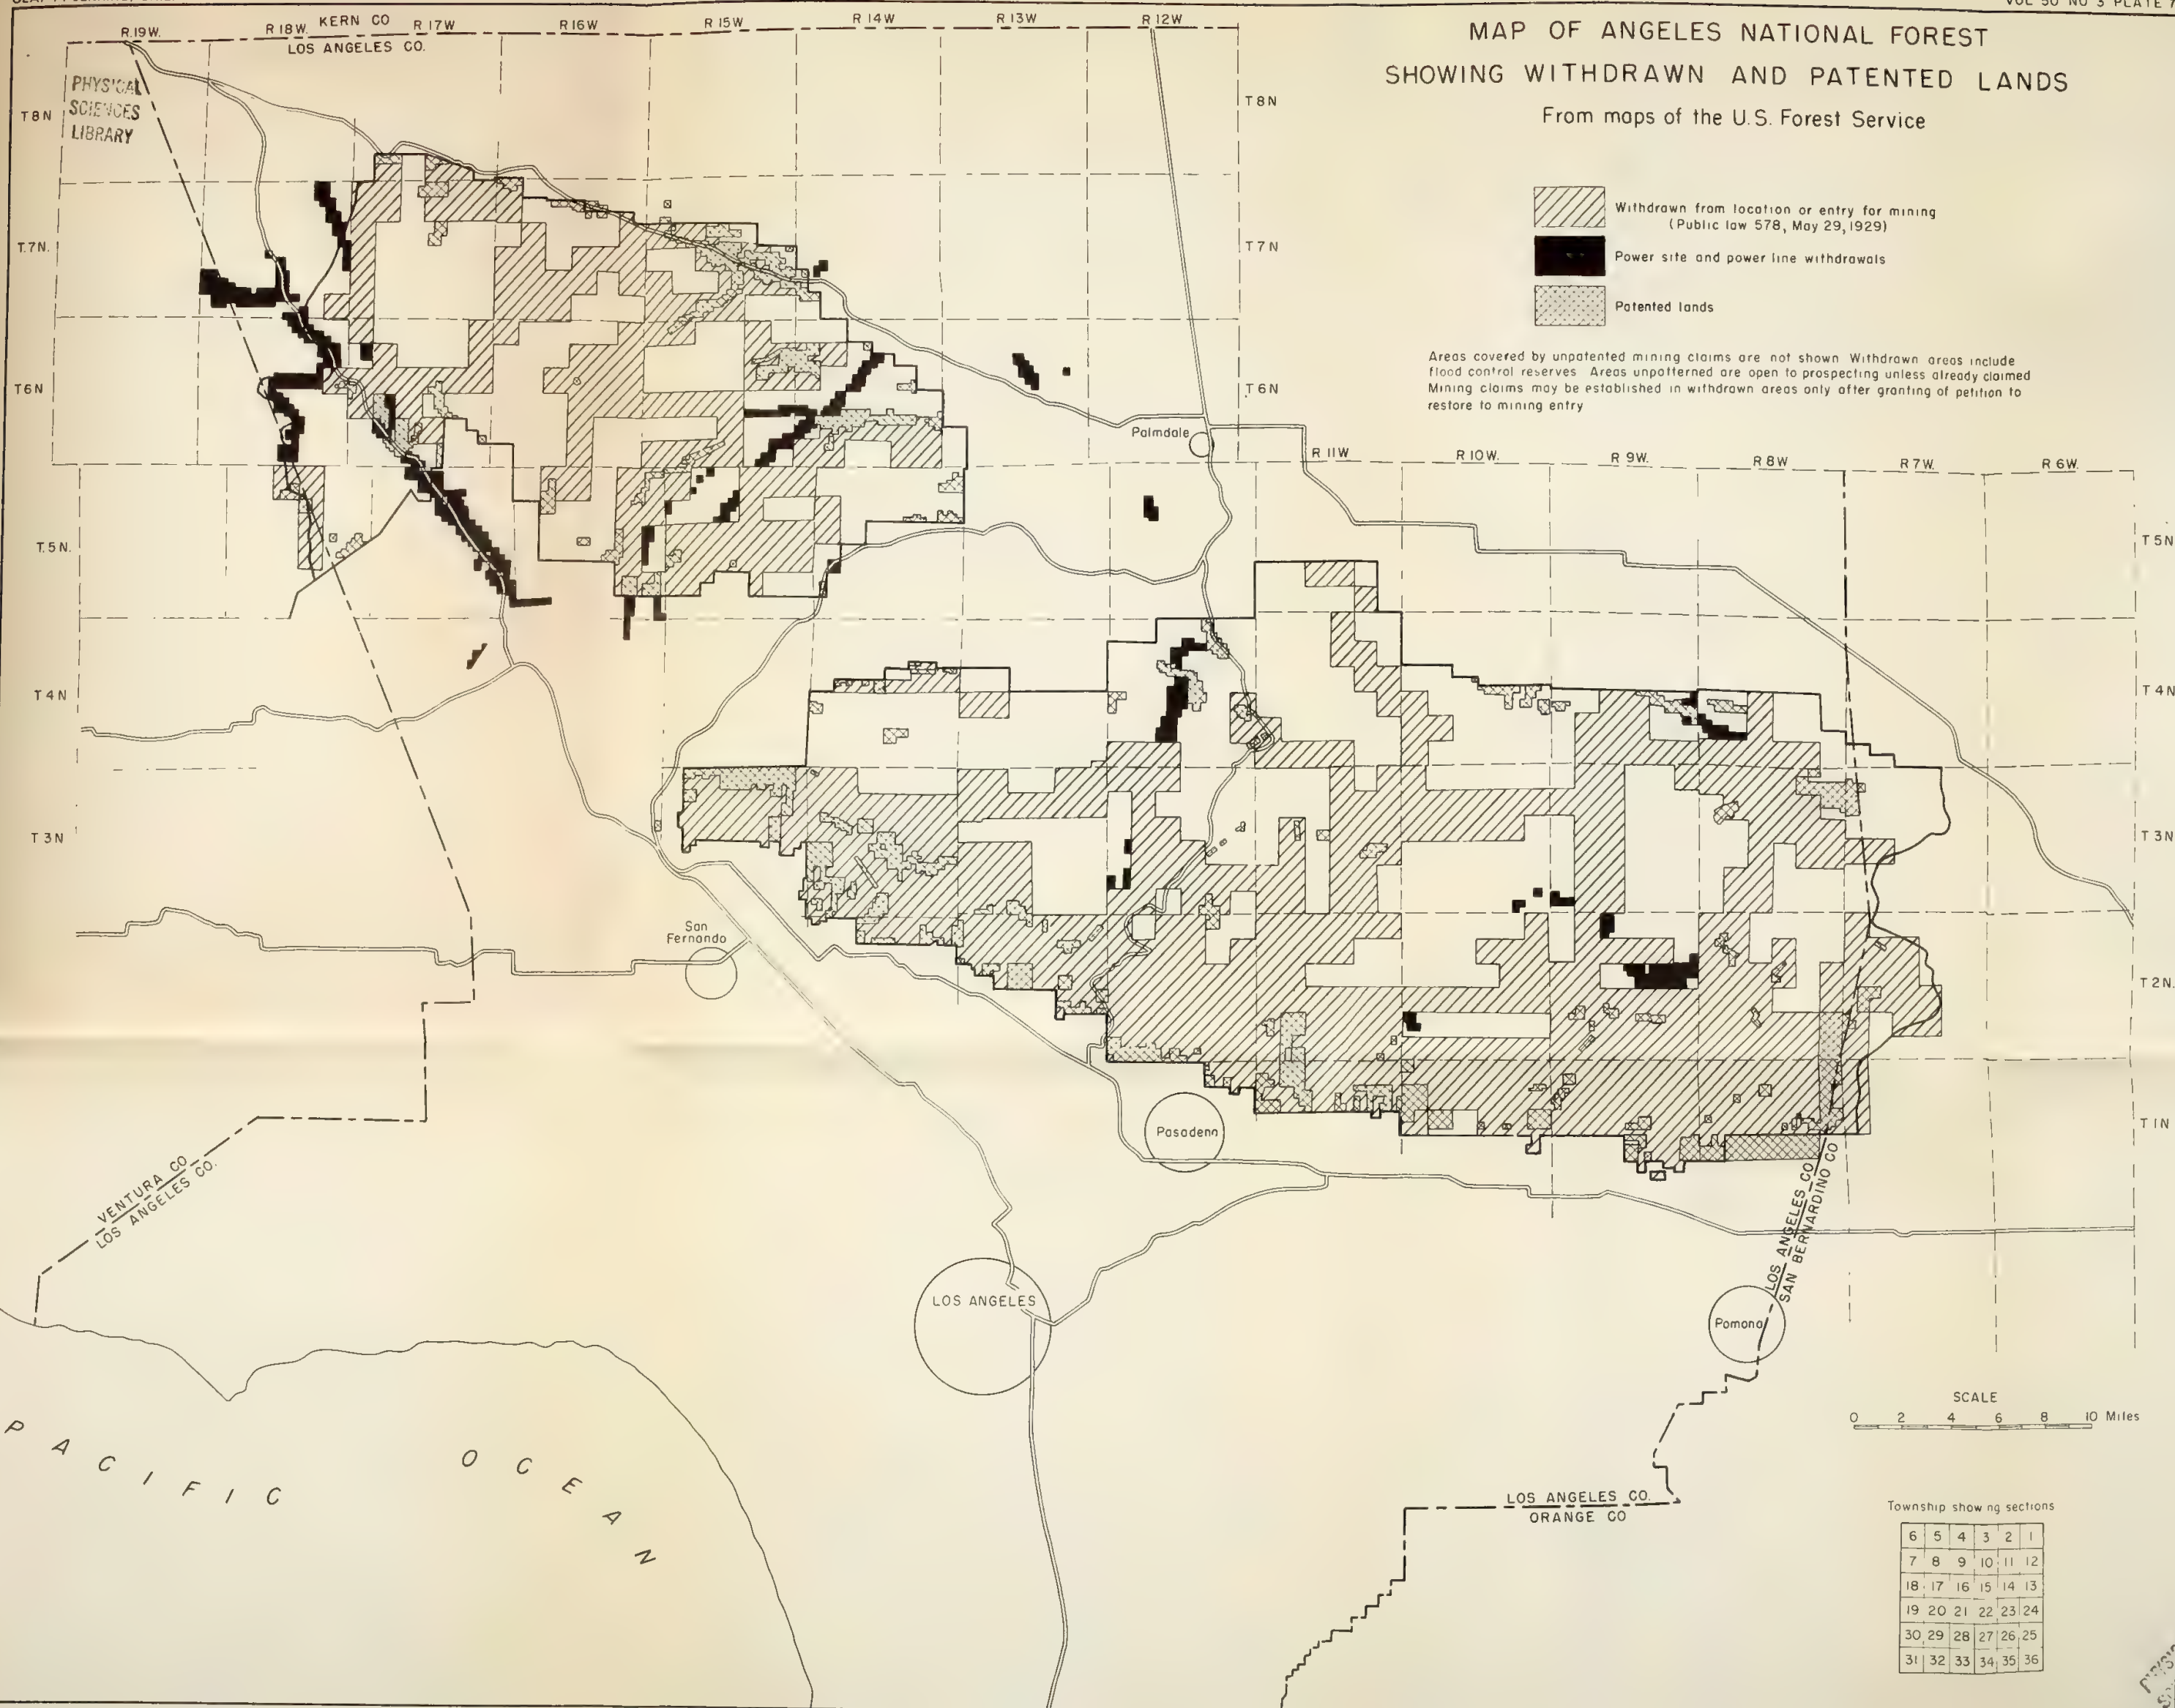 VOL 50 NO 3 PLATE
MAP OF ANGELES NATIONAL FOREST
SHOWING WITHDRAWN AND PATENTED LANDS
From maps of the U.S. Forest Service
Withdrawn from location or entry for mining
(Public law 578, May 29, 1929)
Power site and power line withdrawals
Patented lands
Areas covered by unpatented mining claims are not shown Withdrawn areas include
flood control reserves Areas unpatterned are open to prospecting unless already claimed
Mining claims may be established in withdrawn areas only after granting of petition to
restore to mining entry
R.19W.
R.18W.
KERN CO
LOS ANGELES CO.
R 17W
R16W
R 15W
R 14W
R 13W
R 12W
PHYSICAL
SCIENCES
LIBRARY
T8N
T8N
T.7N.
T7N
T6N
T6N
Palmdale
R 11W
R 10W.
R 9W.
R 8W
R 7W.
R 6W.
T.5N.
T5N
T4N
T4N
T3N
T3N
San
Fernando
T2N.
Pasadena
T1N
VENTURA CO
LOS ANGELES CO.
LOS ANGELES CO
SAN BERNARDINO CO
LOS ANGELES
Pomona
PACIFIC OCEAN
SCALE
0 2 4 6 8 10 Miles
LOS ANGELES CO.
ORANGE CO
Township show ng sections
6 5 4 3 2 1
7 8 9 10 11 12
18 17 16 15 14 13
19 20 21 22 23 24
30 29 28 27 26 25
31 32 33 34 35 36